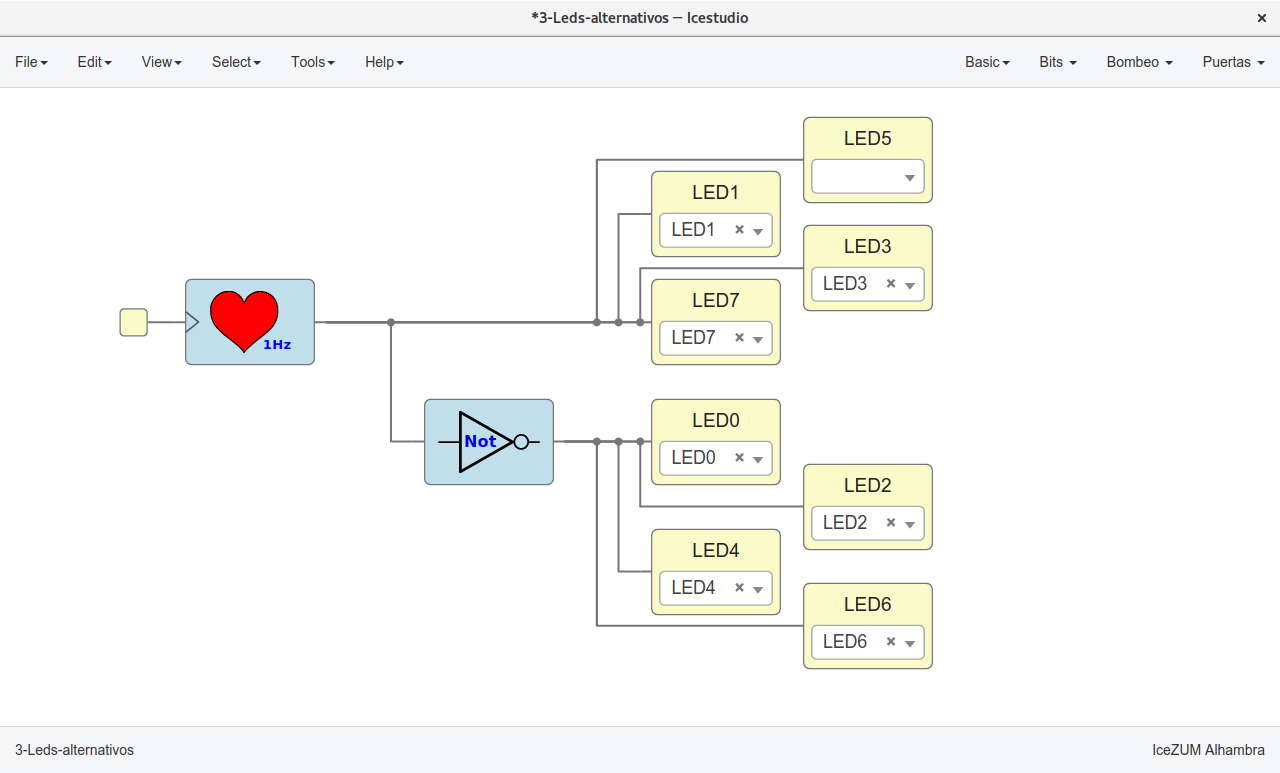 *3-Leds-alternativos — Icestudio ×
File Edit View Select Tools Help Basic Bits Bombeo Puertas
LED5
LED1
LED1 ×
LED3
LED3 ×
LED7
LED7 ×
1Hz
Not
LED0
LED0 ×
LED2
LED2 ×
LED4
LED4 ×
LED6
LED6 ×
3-Leds-alternativos IceZUM Alhambra